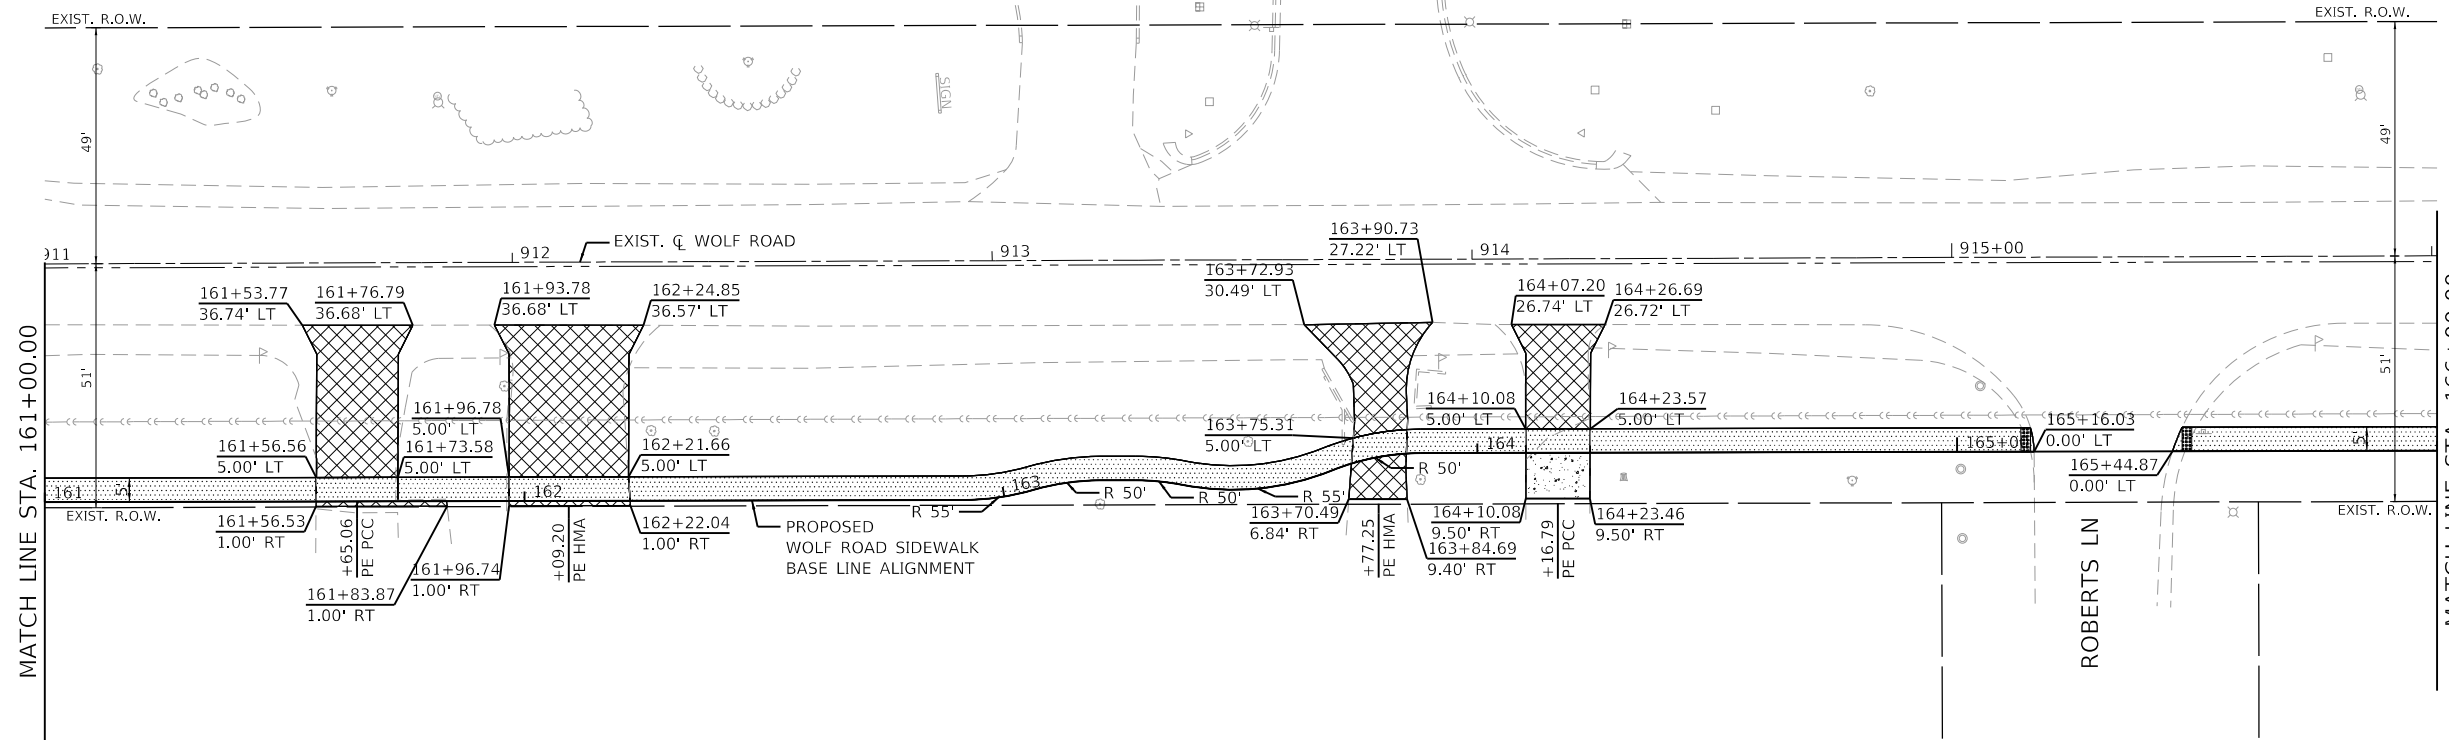 EXIST. R.O.W.
EXIST. R.O.W.
49'
SIGN
49'
911
912
EXIST. ℄ WOLF ROAD
913
914
915+00
163+90.73
27.22' LT
163+72.93
30.49' LT
161+53.77
36.74' LT
161+76.79
36.68' LT
161+93.78
36.68' LT
162+24.85
36.57' LT
164+07.20
26.74' LT
164+26.69
26.72' LT
MATCH LINE STA. 161+00.00
51'
51'
161+96.78
5.00' LT
161+56.56
5.00' LT
161+73.58
5.00' LT
162+21.66
5.00' LT
163+75.31
5.00' LT
164+10.08
5.00' LT
164+23.57
5.00' LT
165+16.03
0.00' LT
165+44.87
0.00' LT
161
5'
162
163
164
165+0
5'
R 55'
R 50'
R 50'
R 55'
R 50'
EXIST. R.O.W.
EXIST. R.O.W.
161+56.53
1.00' RT
+65.06
PE PCC
161+83.87
1.00' RT
161+96.74
1.00' RT
+09.20
PE HMA
162+22.04
1.00' RT
PROPOSED
WOLF ROAD SIDEWALK
BASE LINE ALIGNMENT
163+70.49
6.84' RT
+77.25
PE HMA
163+84.69
9.40' RT
164+10.08
9.50' RT
+16.79
PE PCC
164+23.46
9.50' RT
ROBERTS LN